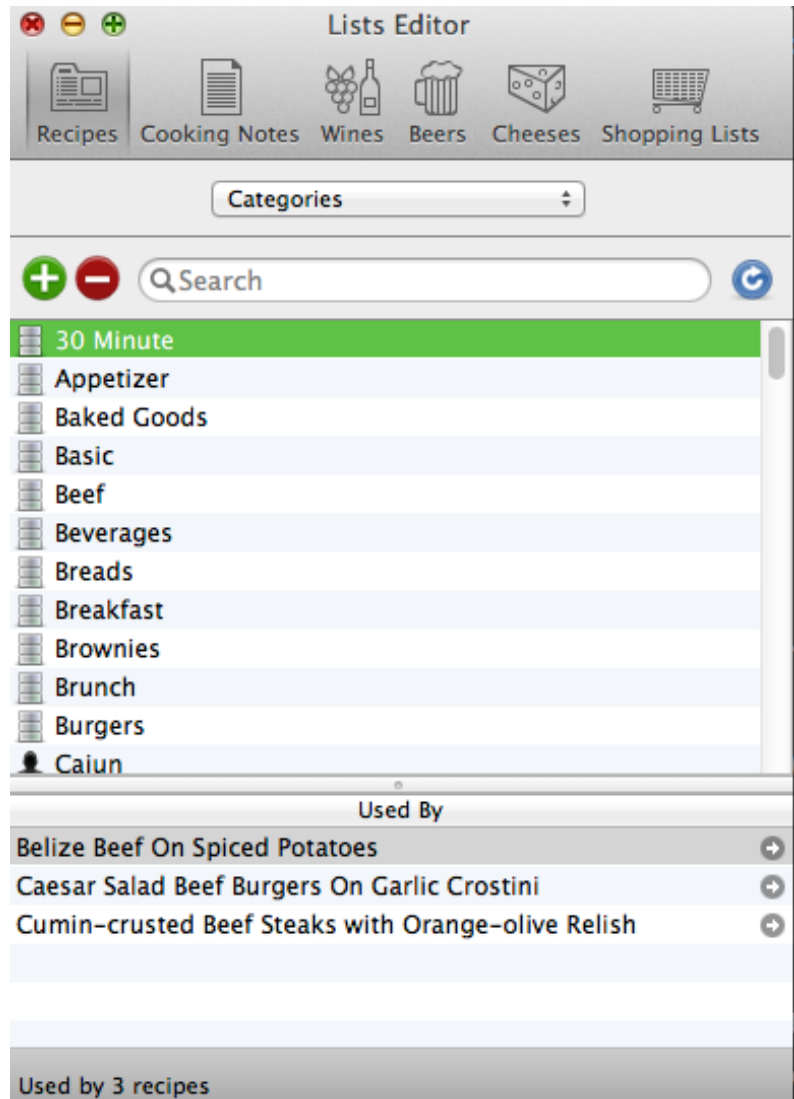 Lists Editor
Recipes Cooking Notes Wines Beers Cheeses Shopping Lists
Categories
Search
30 Minute
Appetizer
Baked Goods
Basic
Beef
Beverages
Breads
Breakfast
Brownies
Brunch
Burgers
Cajun
Used By
Belize Beef On Spiced Potatoes
Caesar Salad Beef Burgers On Garlic Crostini
Cumin-crusted Beef Steaks with Orange-olive Relish
Used by 3 recipes